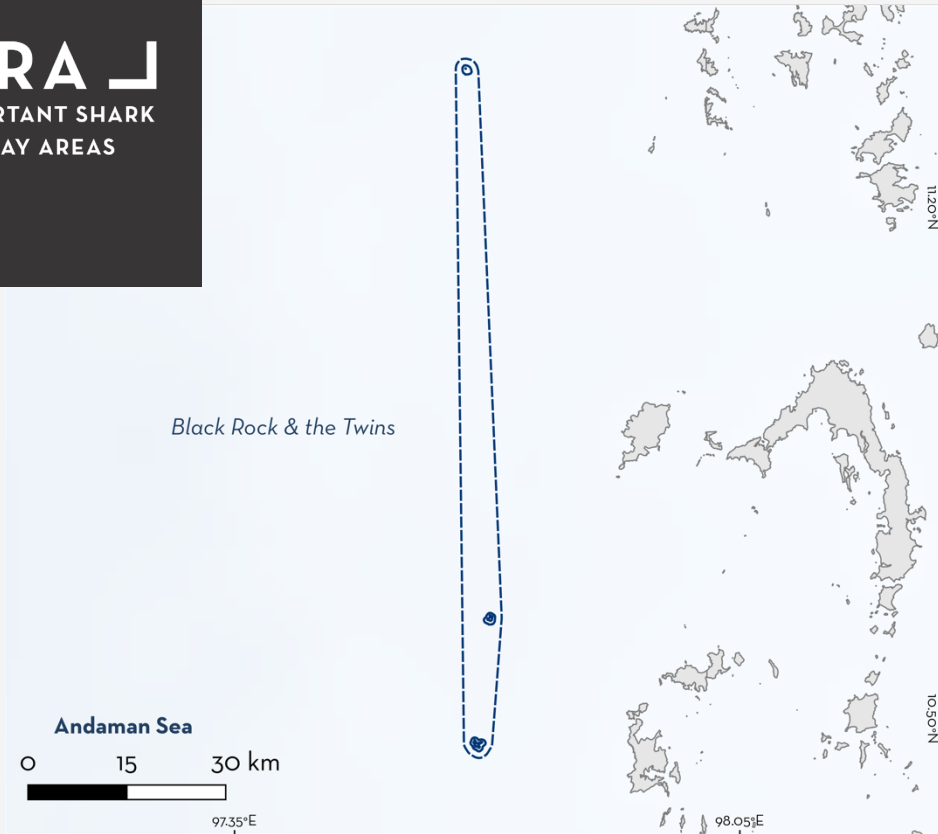 RA
RTANT SHARK
AY AREAS
11.20°N
Black Rock & the Twins
10.50°N
Andaman Sea
0 15 30 km
97.35°E 98.05°E